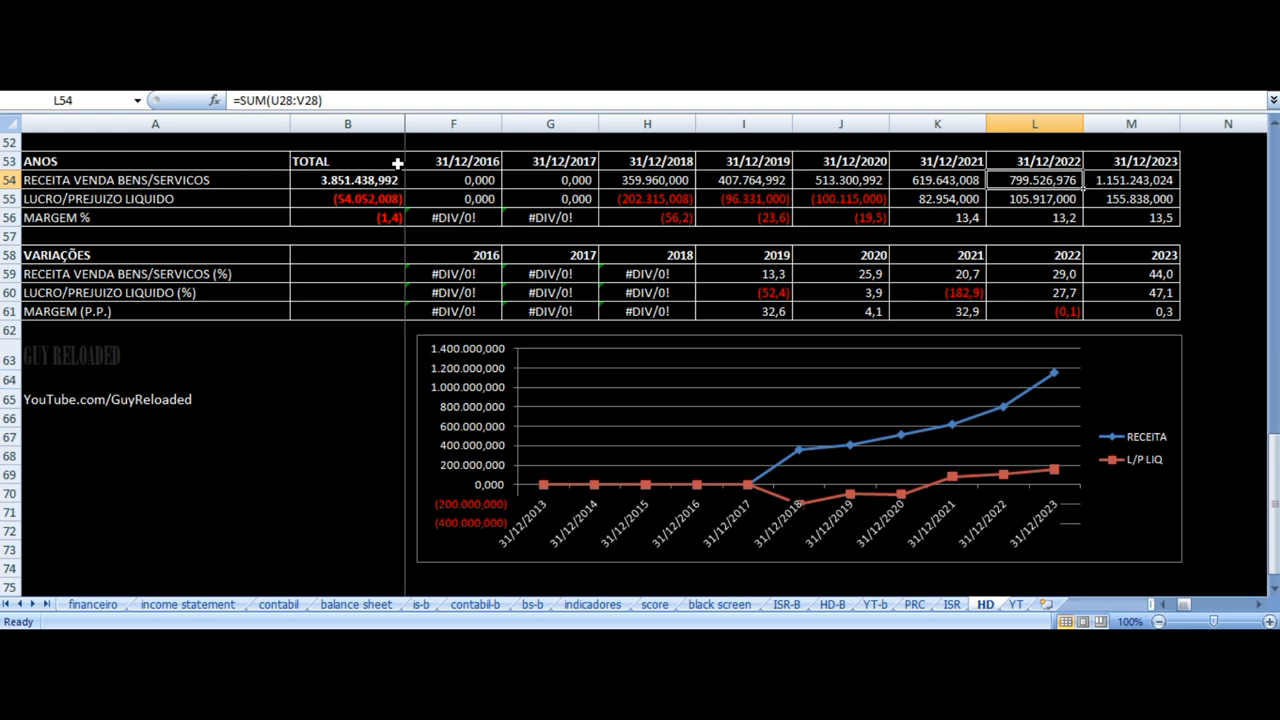 L54 fx =SUM(U28:V28)
A B F G H I J K L M N
52
53 ANOS TOTAL 31/12/2016 31/12/2017 31/12/2018 31/12/2019 31/12/2020 31/12/2021 31/12/2022 31/12/2023
54 RECEITA VENDA BENS/SERVICOS 3.851.438,992 0,000 0,000 359.960,000 407.764,992 513.300,992 619.643,008 799.526,976 1.151.243,024
55 LUCRO/PREJUIZO LIQUIDO (54.052,008) 0,000 0,000 (202.315,008) (96.331,000) (100.115,000) 82.954,000 105.917,000 155.838,000
56 MARGEM % (1,4) #DIV/0! #DIV/0! (56,2) (23,6) (19,5) 13,4 13,2 13,5
57
58 VARIAÇÕES 2016 2017 2018 2019 2020 2021 2022 2023
59 RECEITA VENDA BENS/SERVICOS (%) #DIV/0! #DIV/0! #DIV/0! 13,3 25,9 20,7 29,0 44,0
60 LUCRO/PREJUIZO LIQUIDO (%) #DIV/0! #DIV/0! #DIV/0! (52,4) 3,9 (182,9) 27,7 47,1
61 MARGEM (P.P.) #DIV/0! #DIV/0! #DIV/0! 32,6 4,1 32,9 (0,1) 0,3
62
63 GUY RELOADED
64
65 YouTube.com/GuyReloaded
66
67
68
69
70
71
72
73
74
75
1.400.000,000
1.200.000,000
1.000.000,000
800.000,000
600.000,000
400.000,000
200.000,000
0,000
(200.000,000)
(400.000,000)
31/12/2013 31/12/2014 31/12/2015 31/12/2016 31/12/2017 31/12/2018 31/12/2019 31/12/2020 31/12/2021 31/12/2022 31/12/2023
RECEITA
L/P LIQ
financeiro income statement contabil balance sheet is-b contabil-b bs-b indicadores score black screen ISR-B HD-B YT-b PRC ISR HD YT
Ready 100%